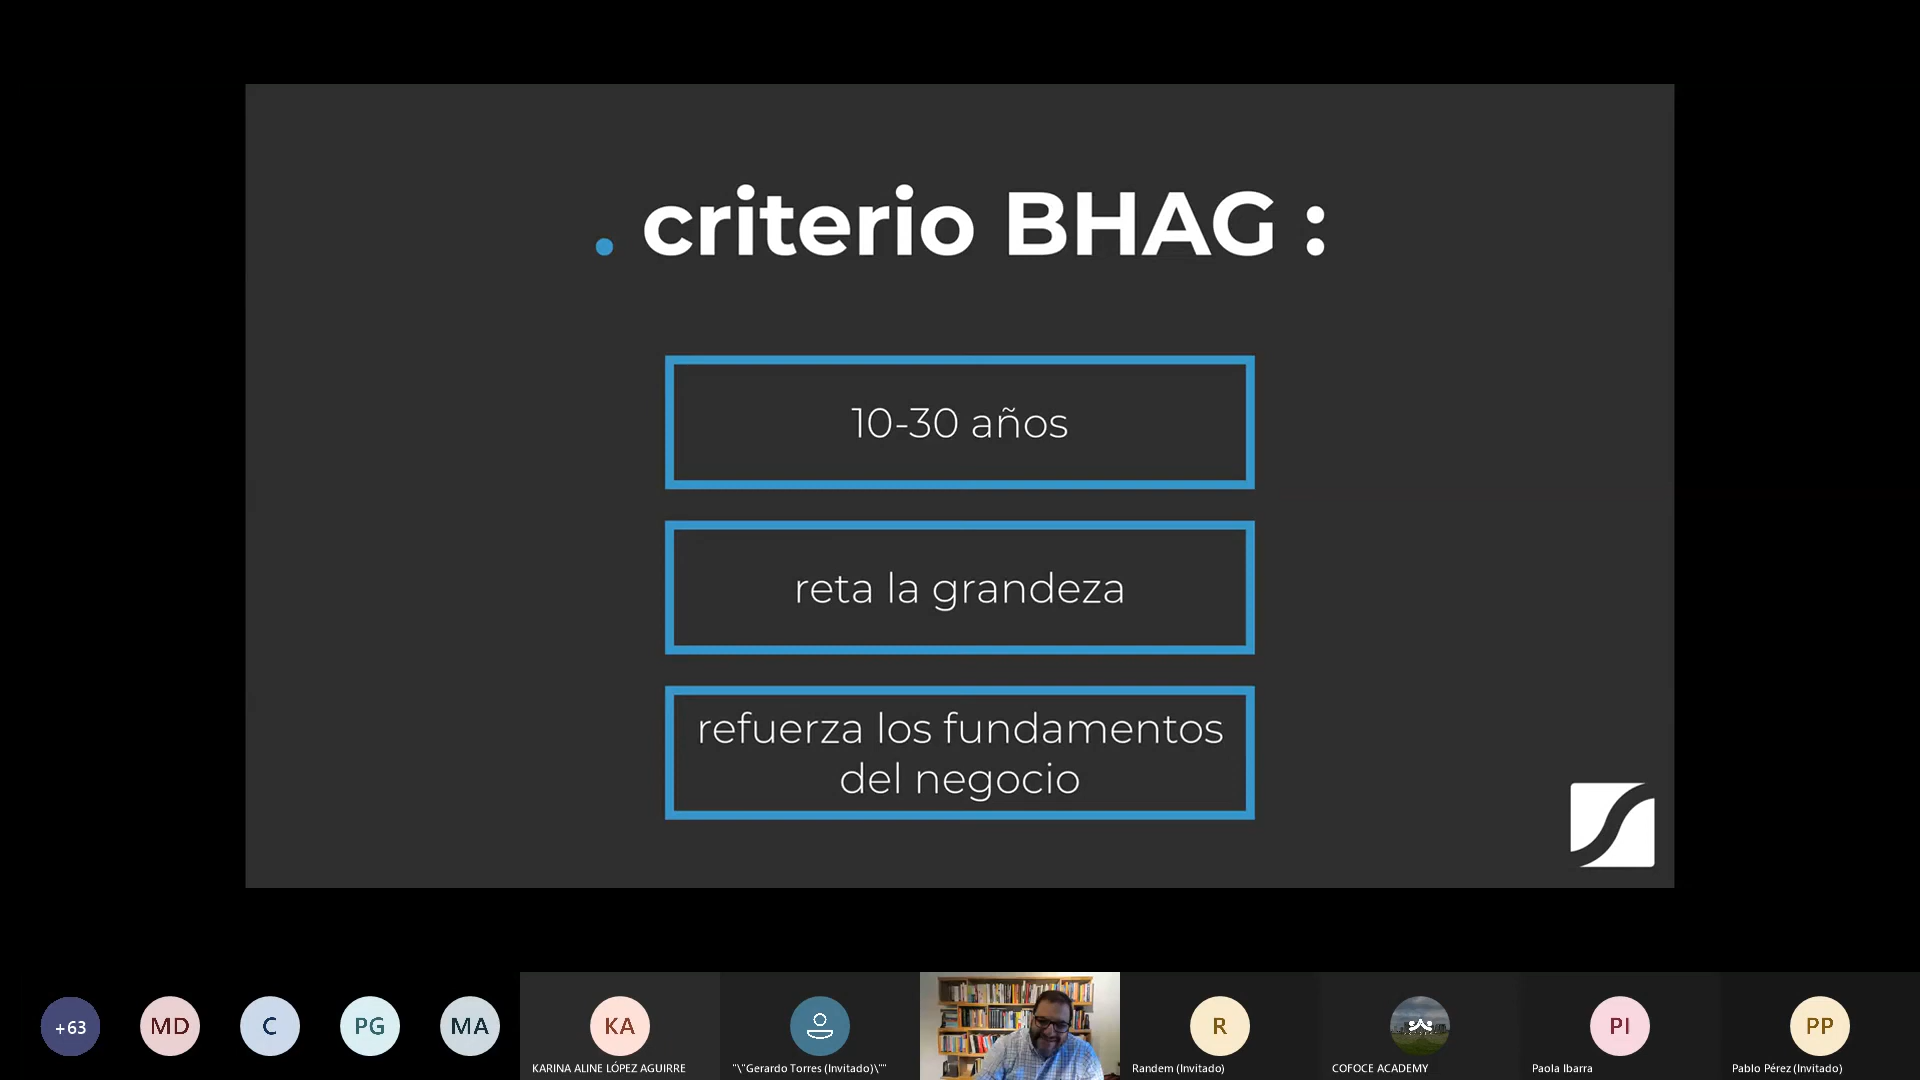 . criterio BHAG :
10-30 años
reta la grandeza
refuerza los fundamentos
del negocio
+63
MD
C
PG
MA
KA
R
PI
PP
KARINA ALINE LÓPEZ AGUIRRE
"\"Gerardo Torres (Invitado)\""
Randem (Invitado)
COFOCE ACADEMY
Paola Ibarra
Pablo Pérez (Invitado)